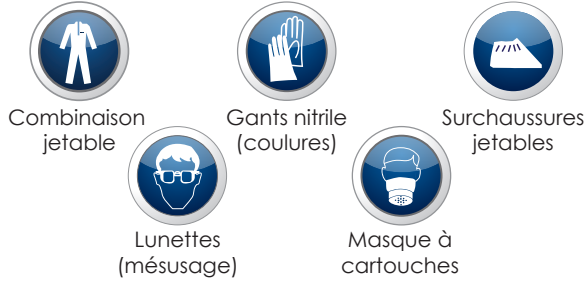 Combinaison
jetable
Gants nitrile
(coulures)
Surchaussures
jetables
Lunettes
(mésusage)
Masque à
cartouches